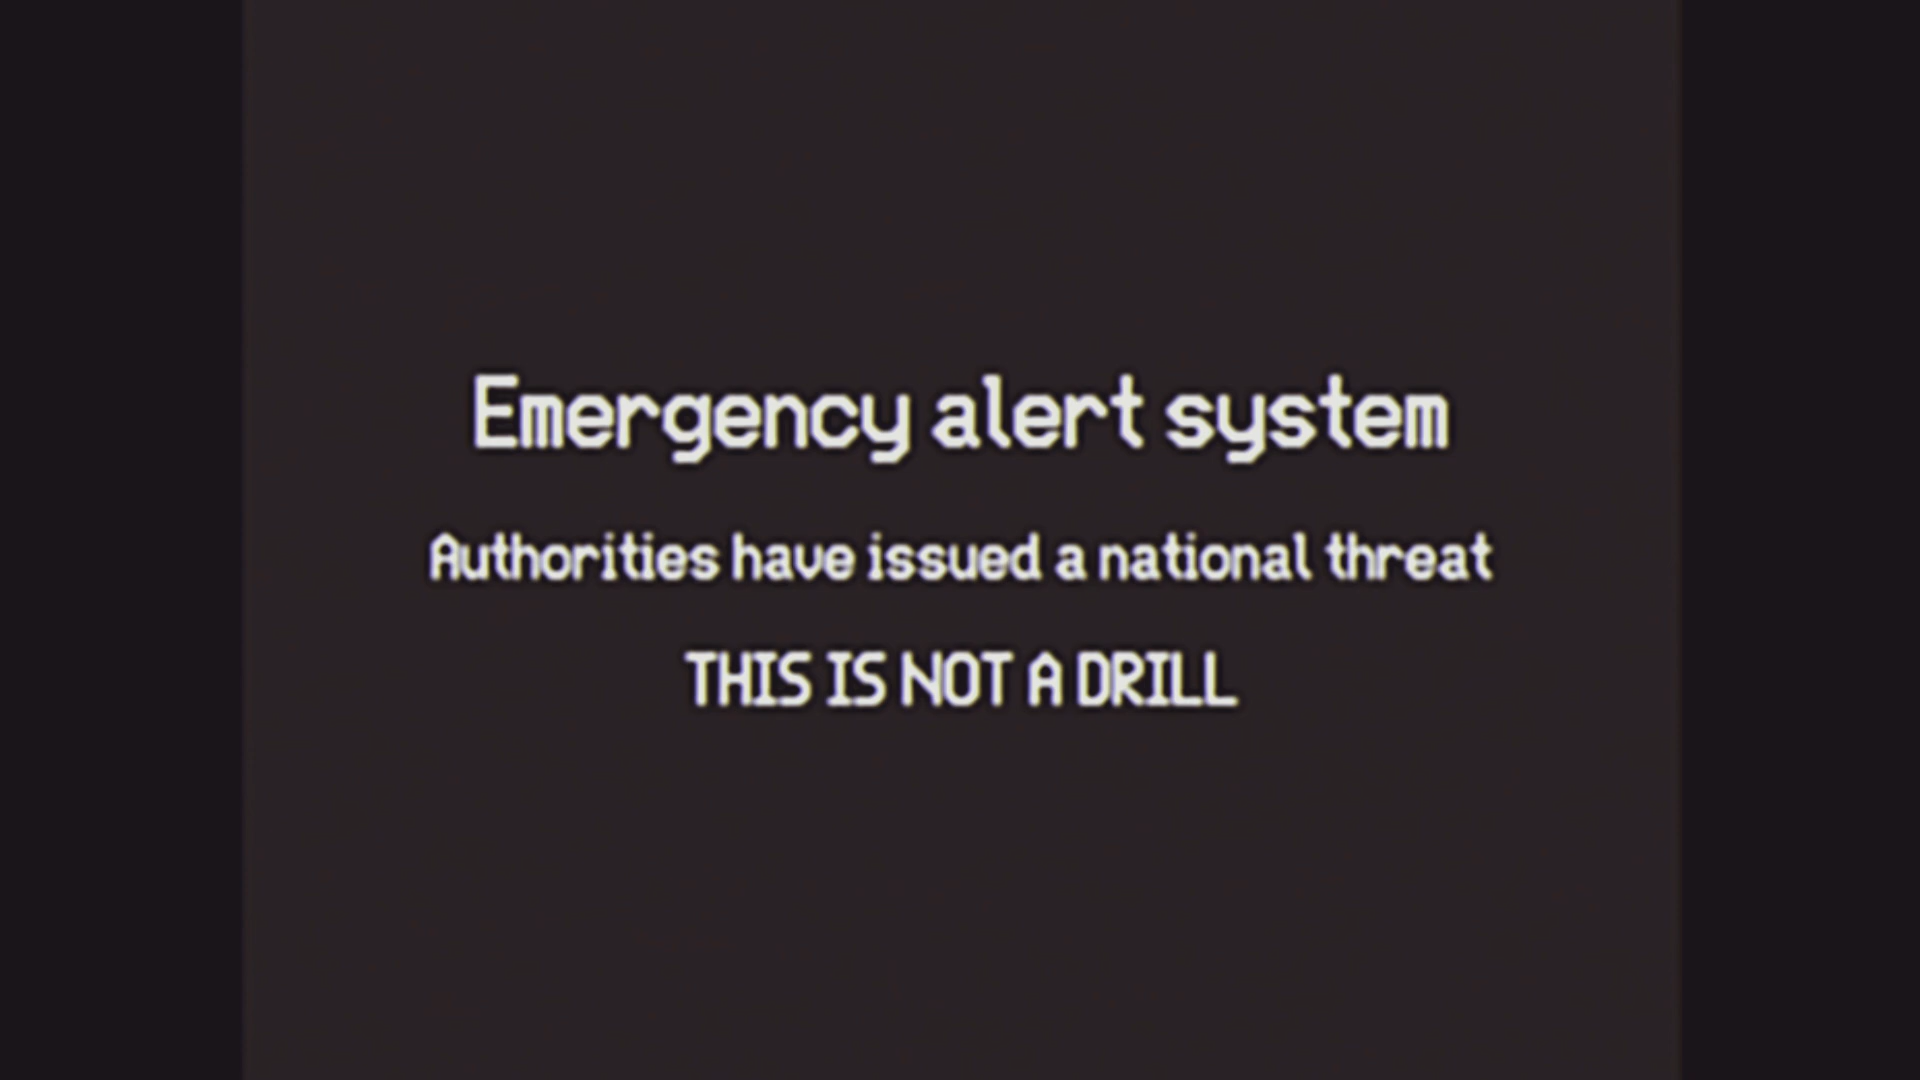 Emergency alert system
Authorities have issued a national threat
THIS IS NOT A DRILL